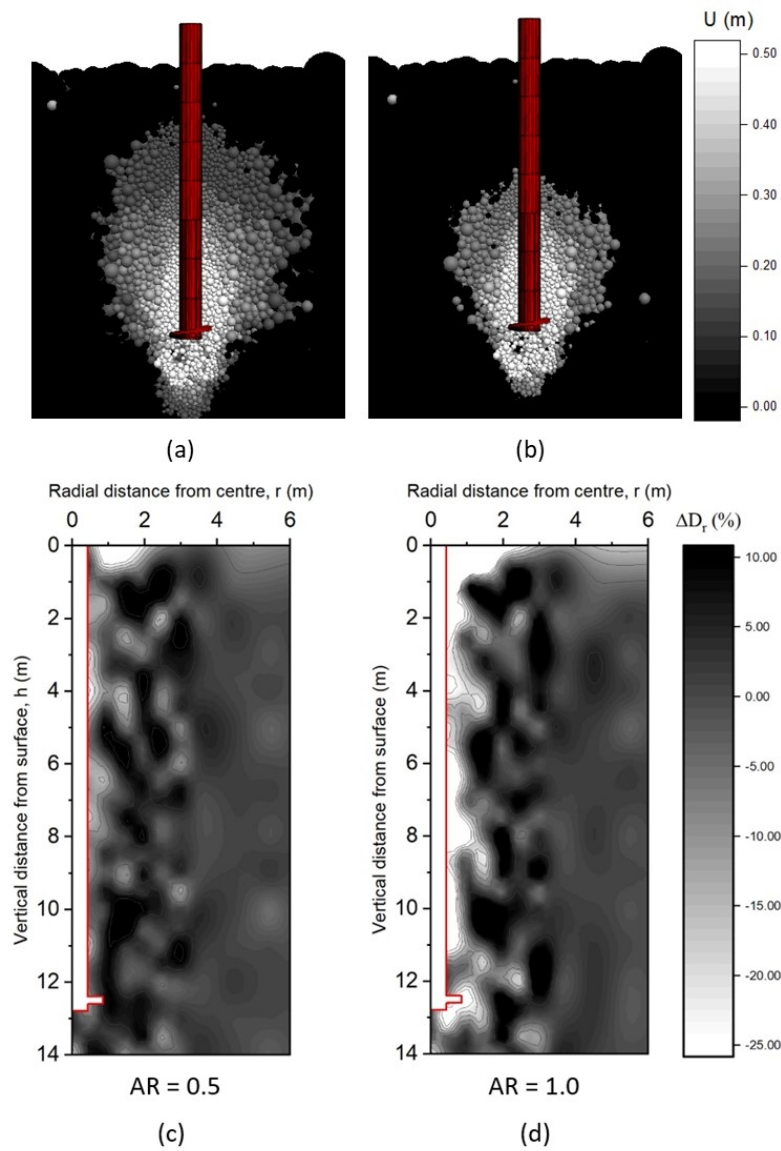 U (m)
0.50
0.40
0.30
0.20
0.10
0.00
(a)
(b)
Radial distance from centre, r (m)
0 2 4 6
Vertical distance from surface, h (m)
0
2
4
6
8
10
12
14
AR = 0.5
(c)
Radial distance from centre, r (m)
0 2 4 6
Vertical distance from surface (m)
0
2
4
6
8
10
12
14
AR = 1.0
(d)
ΔDr (%)
10.00
5.00
0.00
-5.00
-10.00
-15.00
-20.00
-25.00